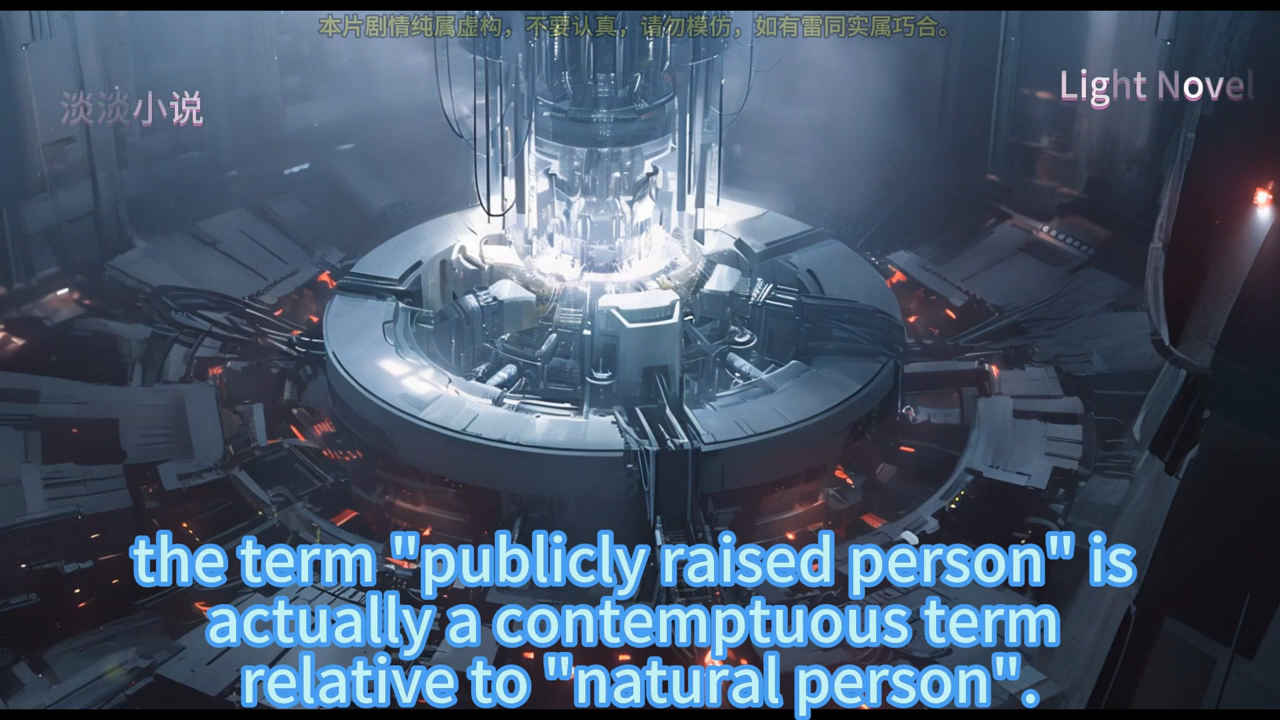 本片剧情纯属虚构，不要认真，请勿模仿，如有雷同实属巧合。
淡淡小说
Light Novel
the term "publicly raised person" is
actually a contemptuous term
relative to "natural person".